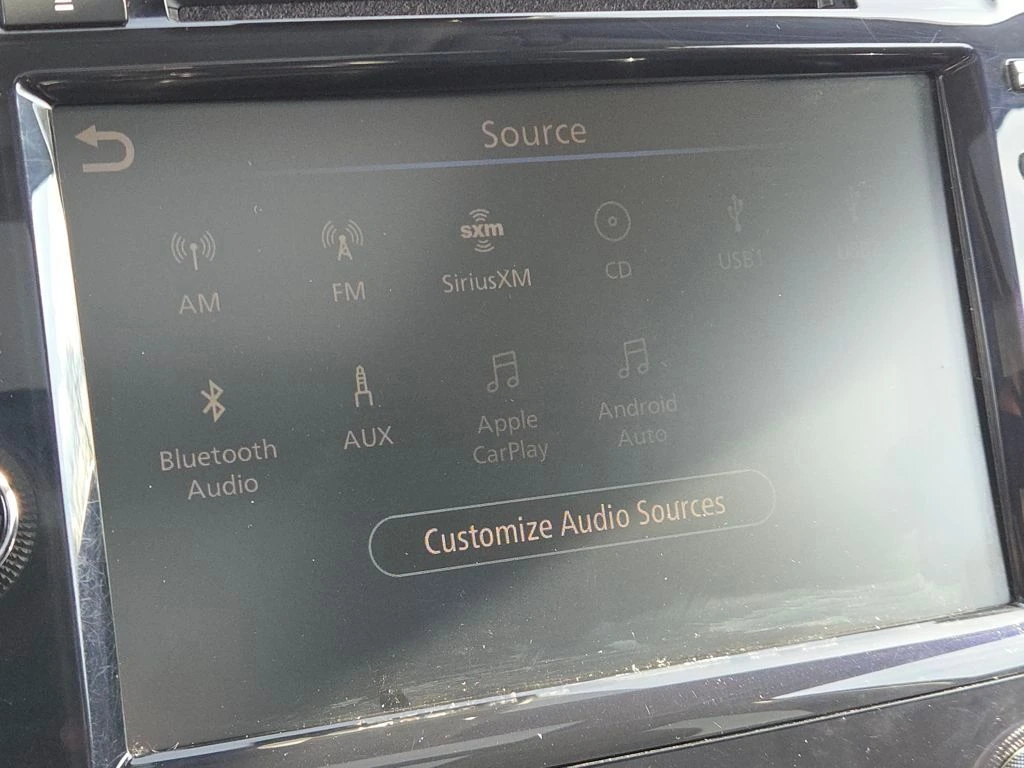 Source
AM
FM
sxm
SiriusXM
CD
USB1
Bluetooth
Audio
AUX
Apple
CarPlay
Android
Auto
Customize Audio Sources